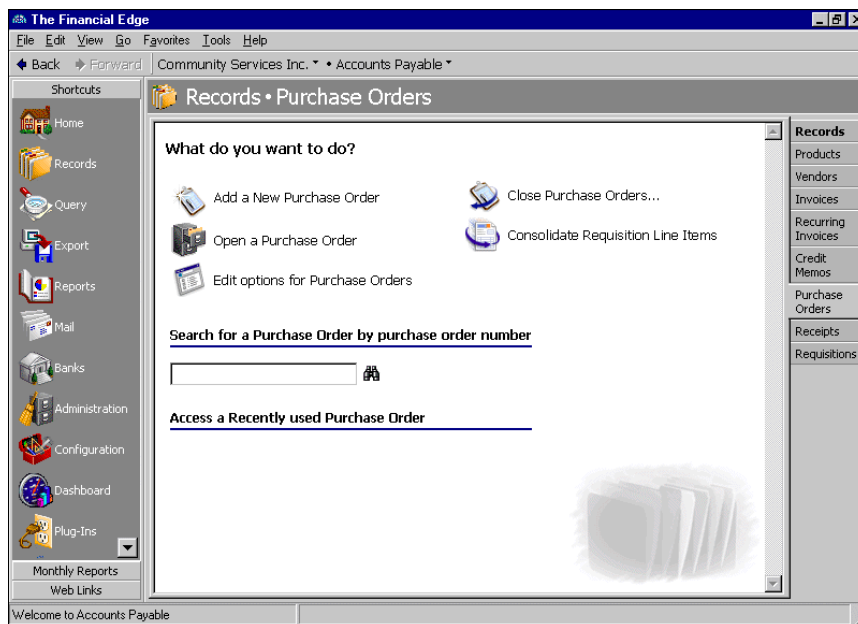 The Financial Edge
File Edit View Go Favorites Tools Help
Back Forward Community Services Inc. • Accounts Payable
Shortcuts
Home
Records
Query
Export
Reports
Mail
Banks
Administration
Configuration
Dashboard
Plug-Ins
Monthly Reports
Web Links
Records • Purchase Orders
What do you want to do?
Add a New Purchase Order
Open a Purchase Order
Edit options for Purchase Orders
Close Purchase Orders...
Consolidate Requisition Line Items
Search for a Purchase Order by purchase order number
Access a Recently used Purchase Order
Records
Products
Vendors
Invoices
Recurring
Invoices
Credit
Memos
Purchase
Orders
Receipts
Requisitions
Welcome to Accounts Payable